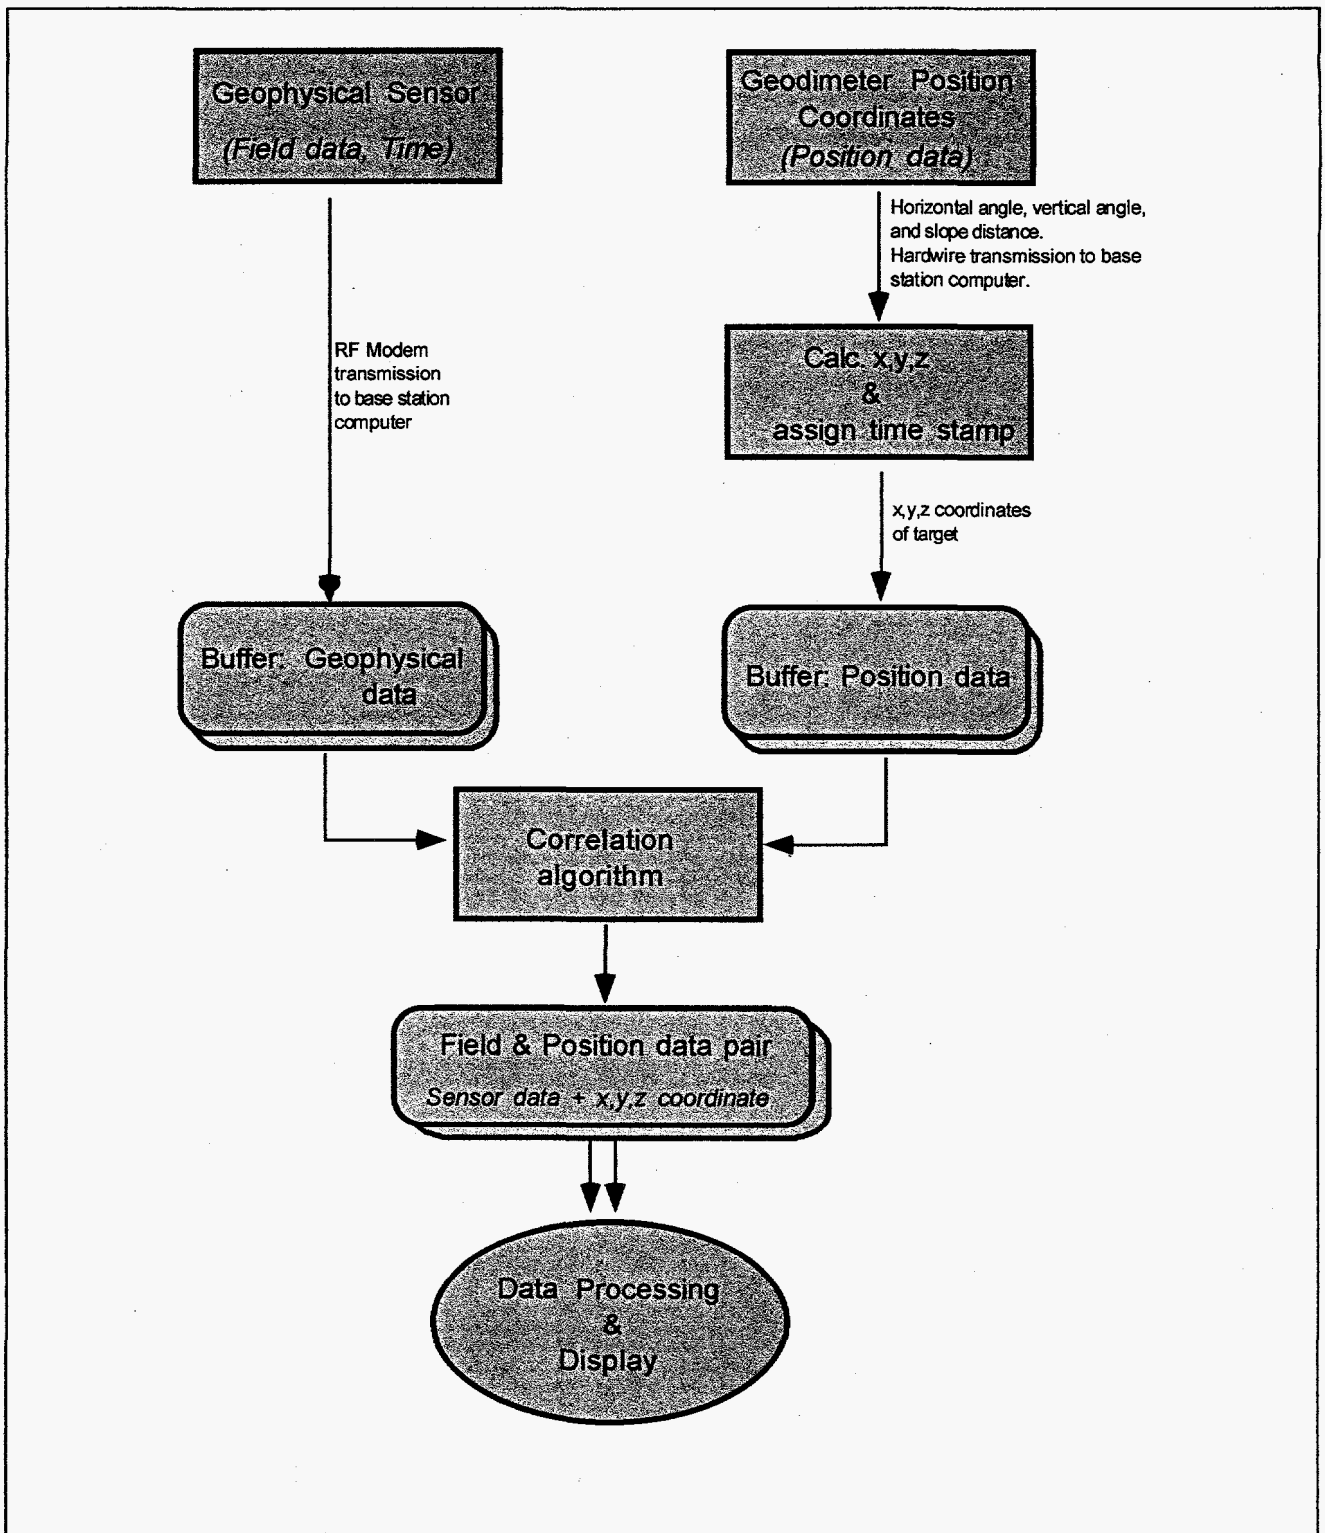 Geophysical Sensor
(Field data, Time)
Geodimeter Position
Coordinates
(Position data)
Horizontal angle, vertical angle,
and slope distance.
Hardwire transmission to base
station computer.
RF Modem
transmission
to base station
computer
Calc. x,y,z
&
assign time stamp
x,y,z coordinates
of target
Buffer: Geophysical
data
Buffer: Position data
Correlation
algorithm
Field & Position data pair
Sensor data + x,y,z coordinate
Data Processing
&
Display